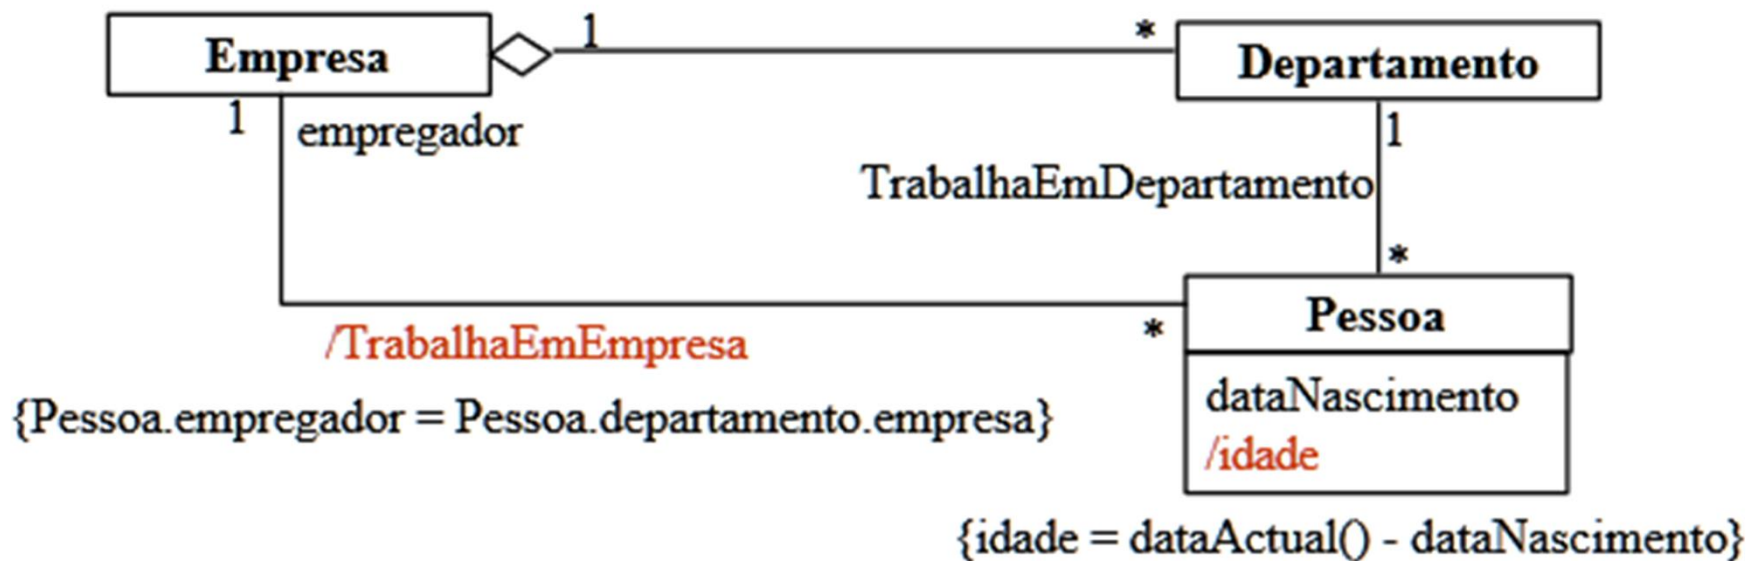 Empresa
1
*
Departamento
1
empregador
1
TrabalhaEmDepartamento
*
Pessoa
*
/TrabalhaEmEmpresa
dataNascimento
{Pessoa.empregador = Pessoa.departamento.empresa}
/idade
{idade = dataActual() - dataNascimento}